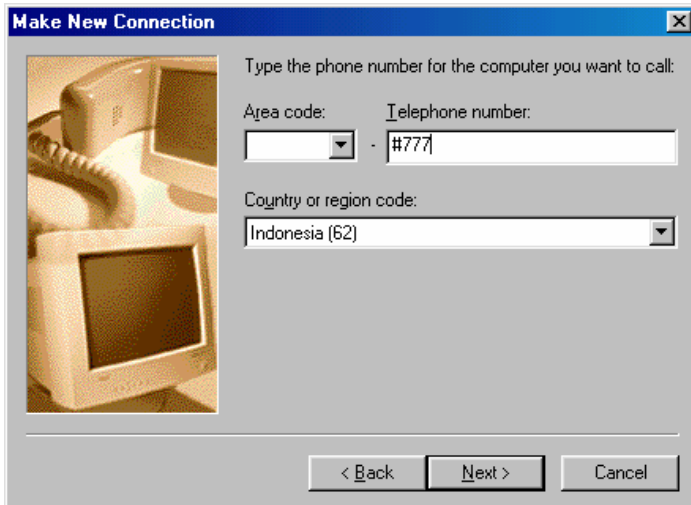 Make New Connection
Type the phone number for the computer you want to call:
Area code: Telephone number:
- #777
Country or region code:
Indonesia (62)
< Back Next > Cancel